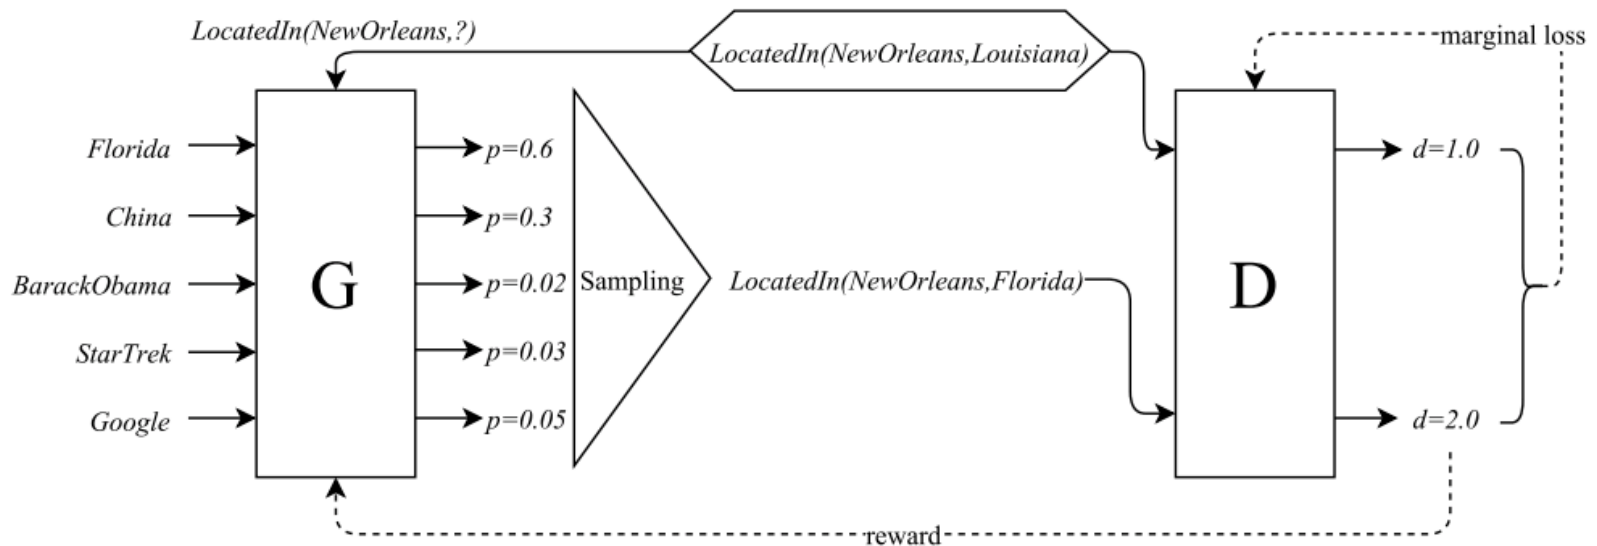 LocatedIn(NewOrleans,?)
LocatedIn(NewOrleans,Louisiana)
marginal loss
Florida
p=0.6
d=1.0
China
p=0.3
BarackObama
G
p=0.02
Sampling
LocatedIn(NewOrleans,Florida)
D
StarTrek
p=0.03
Google
p=0.05
d=2.0
reward